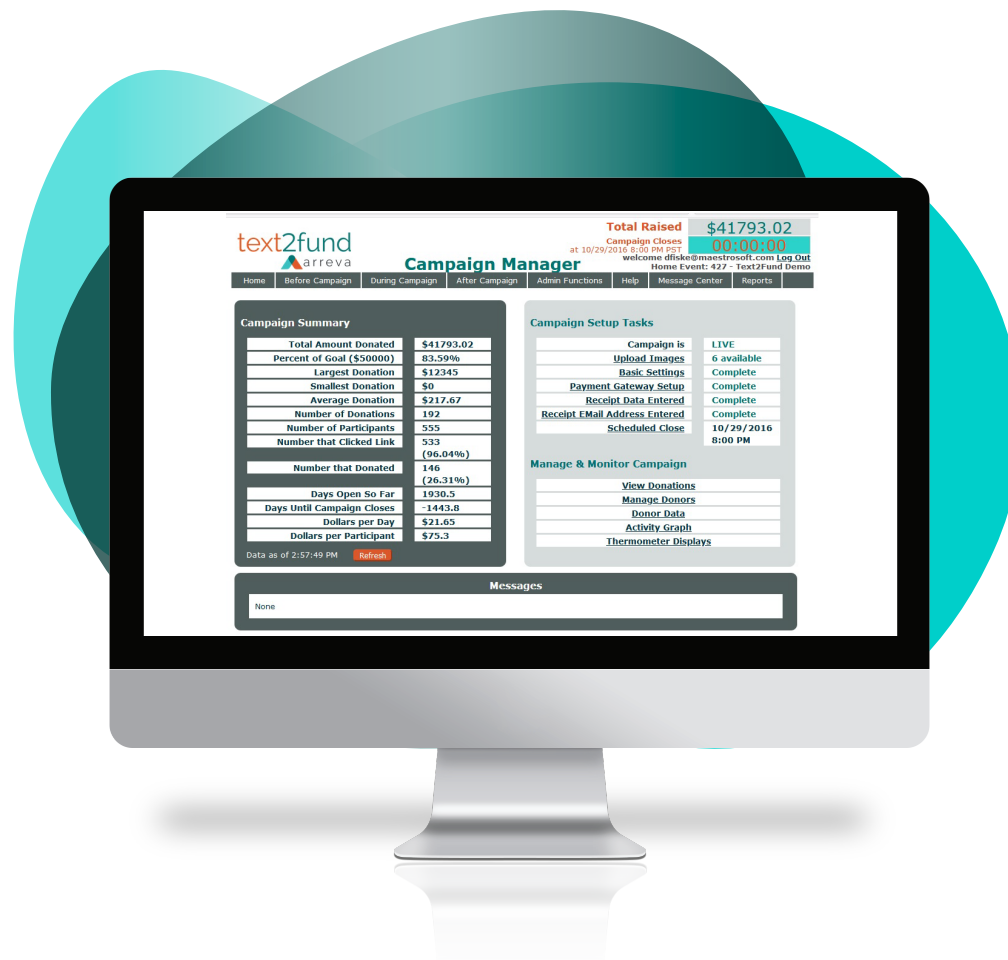 text2fund
arreva
Campaign Manager
Total Raised
$41793.02
Campaign Closes
at 10/29/2016 8:00 PM PST
00:00:00
welcome dfiske@maestrosoft.com Log Out
Home Event: 427 - Text2Fund Demo
Home Before Campaign During Campaign After Campaign Admin Functions Help Message Center Reports
Campaign Summary
Total Amount Donated $41793.02
Percent of Goal ($50000) 83.59%
Largest Donation $12345
Smallest Donation $0
Average Donation $217.67
Number of Donations 192
Number of Participants 555
Number that Clicked Link 533
(96.04%)
Number that Donated 146
(26.31%)
Days Open So Far 1930.5
Days Until Campaign Closes -1443.8
Dollars per Day $21.65
Dollars per Participant $75.3
Data as of 2:57:49 PM Refresh
Campaign Setup Tasks
Campaign is LIVE
Upload Images 6 available
Basic Settings Complete
Payment Gateway Setup Complete
Receipt Data Entered Complete
Receipt EMail Address Entered Complete
Scheduled Close 10/29/2016
8:00 PM
Manage & Monitor Campaign
View Donations
Manage Donors
Donor Data
Activity Graph
Thermometer Displays
Messages
None